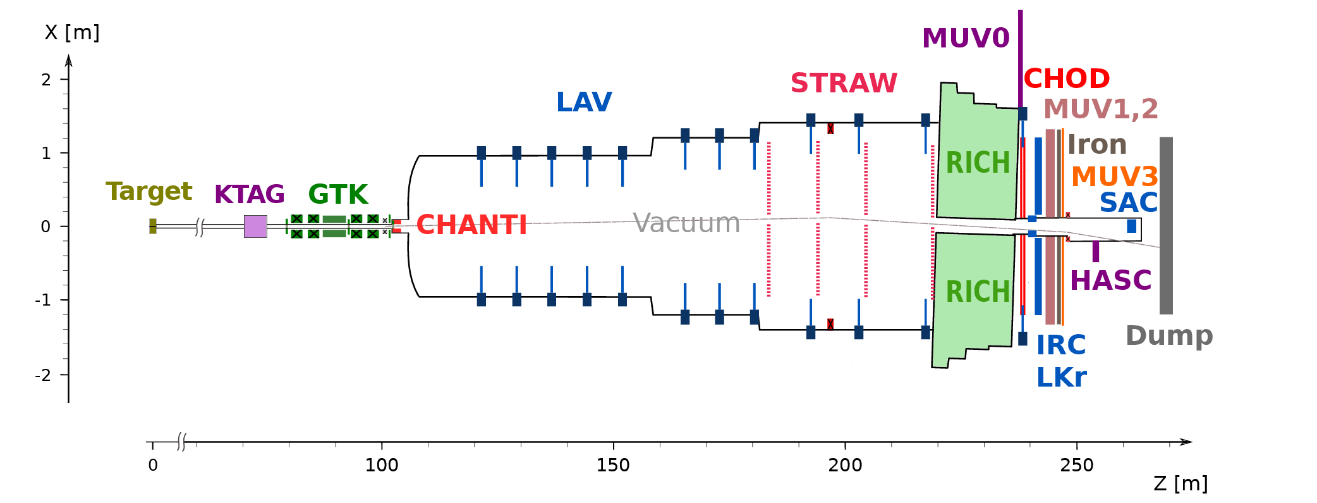 X [m]
MUV0
STRAW
CHOD
2
LAV
MUV1,2
Iron
1
RICH
MUV3
Target
KTAG
GTK
SAC
0
CHANTI
Vacuum
HASC
-1
RICH
Dump
IRC
LKr
-2
0
100
150
200
250
Z [m]